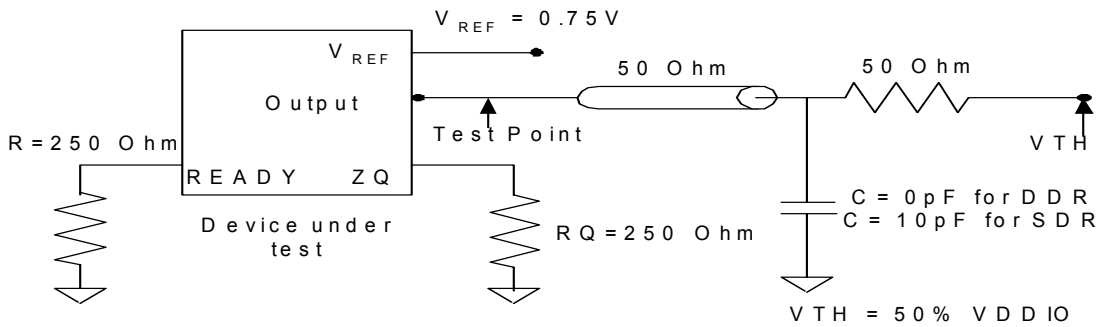 V REF = 0.75V
V REF
50 Ohm
50 Ohm
Output
Test Point
VTH
R=250 Ohm
READY
ZQ
C = 0pF for DDR
C = 10pF for SDR
Device under
test
RQ=250 Ohm
VTH = 50% VDDIO